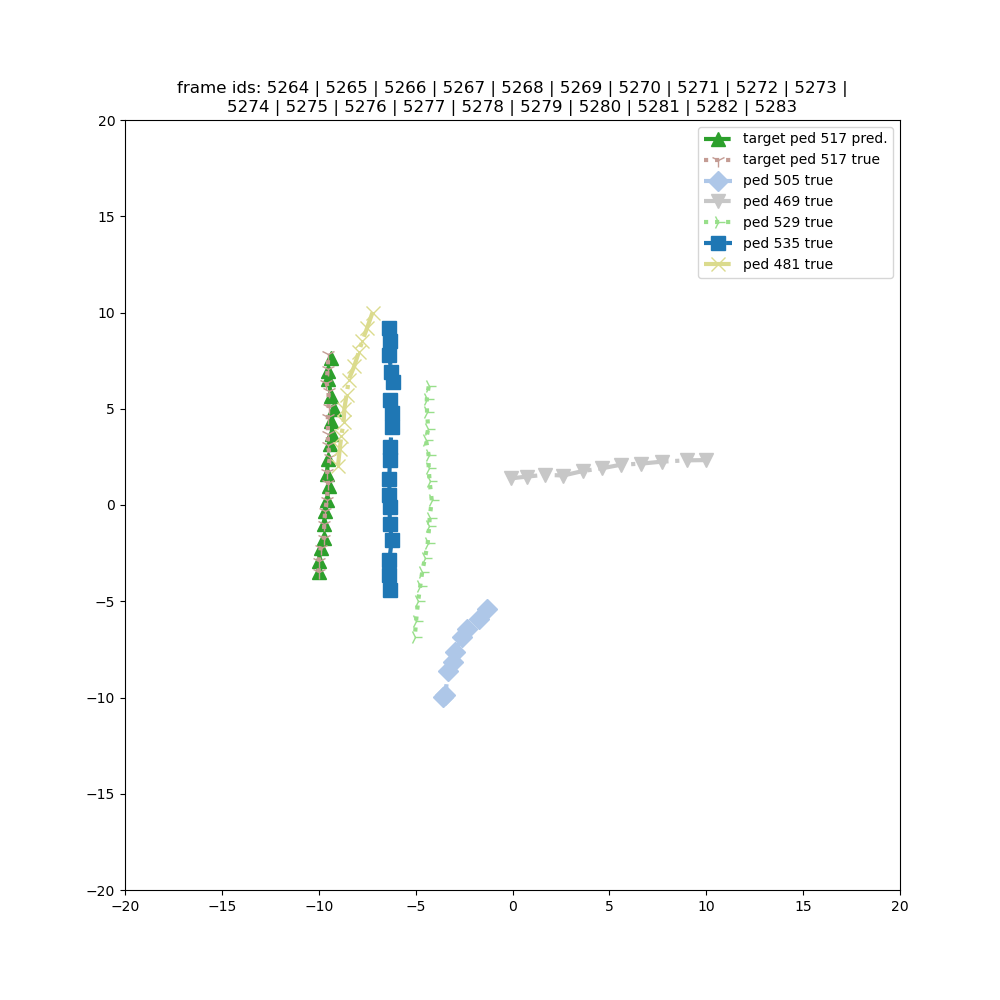 frame ids: 5264 | 5265 | 5266 | 5267 | 5268 | 5269 | 5270 | 5271 | 5272 | 5273 |
5274 | 5275 | 5276 | 5277 | 5278 | 5279 | 5280 | 5281 | 5282 | 5283
target ped 517 pred.
target ped 517 true
ped 505 true
ped 469 true
ped 529 true
ped 535 true
ped 481 true
20
15
10
5
0
−5
−10
−15
−20
−20 −15 −10 −5 0 5 10 15 20